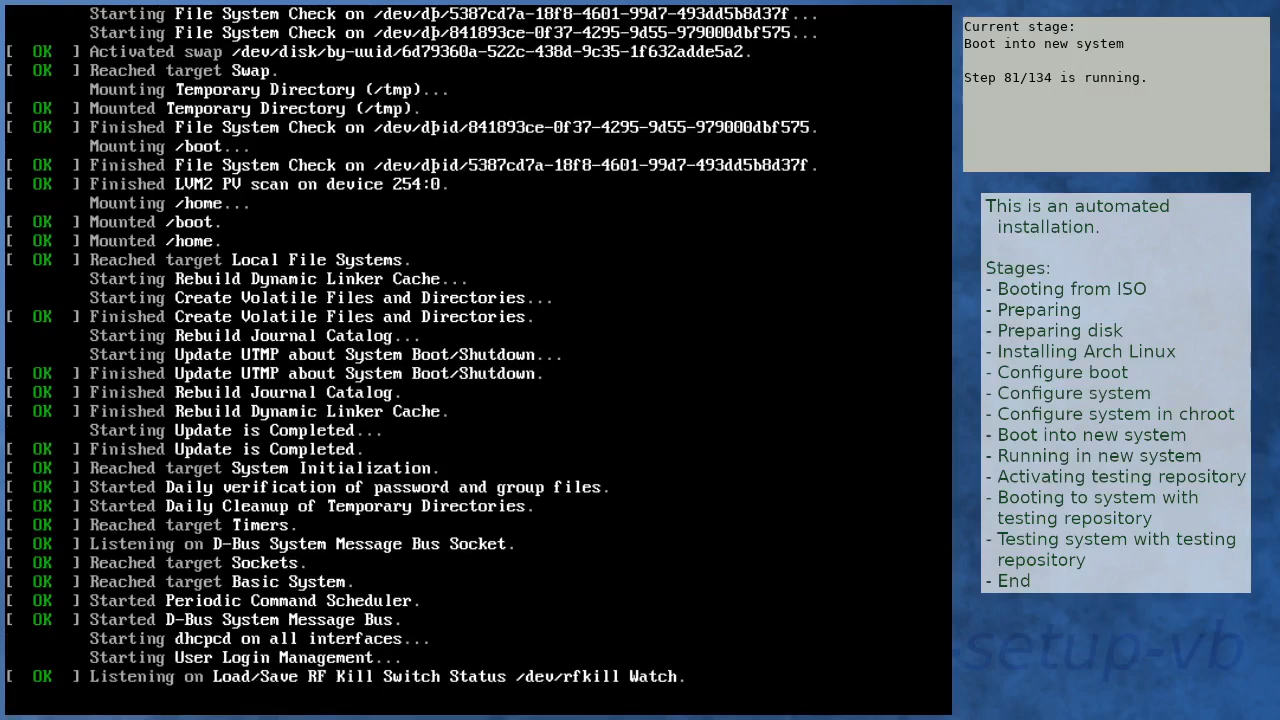 Starting File System Check on /dev/dþ/5387cd7a-18f8-4601-99d7-493dd5b8d37f...
Starting File System Check on /dev/dþ/841893ce-0f37-4295-9d55-979000dbf575...
[  OK  ] Activated swap /dev/disk/by-uuid/6d79360a-522c-438d-9c35-1f632adde5a2.
[  OK  ] Reached target Swap.
Mounting Temporary Directory (/tmp)...
[  OK  ] Mounted Temporary Directory (/tmp).
[  OK  ] Finished File System Check on /dev/dþid/841893ce-0f37-4295-9d55-979000dbf575.
Mounting /boot...
[  OK  ] Finished File System Check on /dev/dþid/5387cd7a-18f8-4601-99d7-493dd5b8d37f.
[  OK  ] Finished LVM2 PV scan on device 254:0.
Mounting /home...
[  OK  ] Mounted /boot.
[  OK  ] Mounted /home.
[  OK  ] Reached target Local File Systems.
Starting Rebuild Dynamic Linker Cache...
Starting Create Volatile Files and Directories...
[  OK  ] Finished Create Volatile Files and Directories.
Starting Rebuild Journal Catalog...
Starting Update UTMP about System Boot/Shutdown...
[  OK  ] Finished Update UTMP about System Boot/Shutdown.
[  OK  ] Finished Rebuild Journal Catalog.
[  OK  ] Finished Rebuild Dynamic Linker Cache.
Starting Update is Completed...
[  OK  ] Finished Update is Completed.
[  OK  ] Reached target System Initialization.
[  OK  ] Started Daily verification of password and group files.
[  OK  ] Started Daily Cleanup of Temporary Directories.
[  OK  ] Reached target Timers.
[  OK  ] Listening on D-Bus System Message Bus Socket.
[  OK  ] Reached target Sockets.
[  OK  ] Reached target Basic System.
[  OK  ] Started Periodic Command Scheduler.
[  OK  ] Started D-Bus System Message Bus.
Starting dhcpcd on all interfaces...
Starting User Login Management...
[  OK  ] Listening on Load/Save RF Kill Switch Status /dev/rfkill Watch.
Current stage:
Boot into new system
Step 81/134 is running.
This is an automated
installation.
Stages:
- Booting from ISO
- Preparing
- Preparing disk
- Installing Arch Linux
- Configure boot
- Configure system
- Configure system in chroot
- Boot into new system
- Running in new system
- Activating testing repository
- Booting to system with
testing repository
- Testing system with testing
repository
- End
-setup-vb